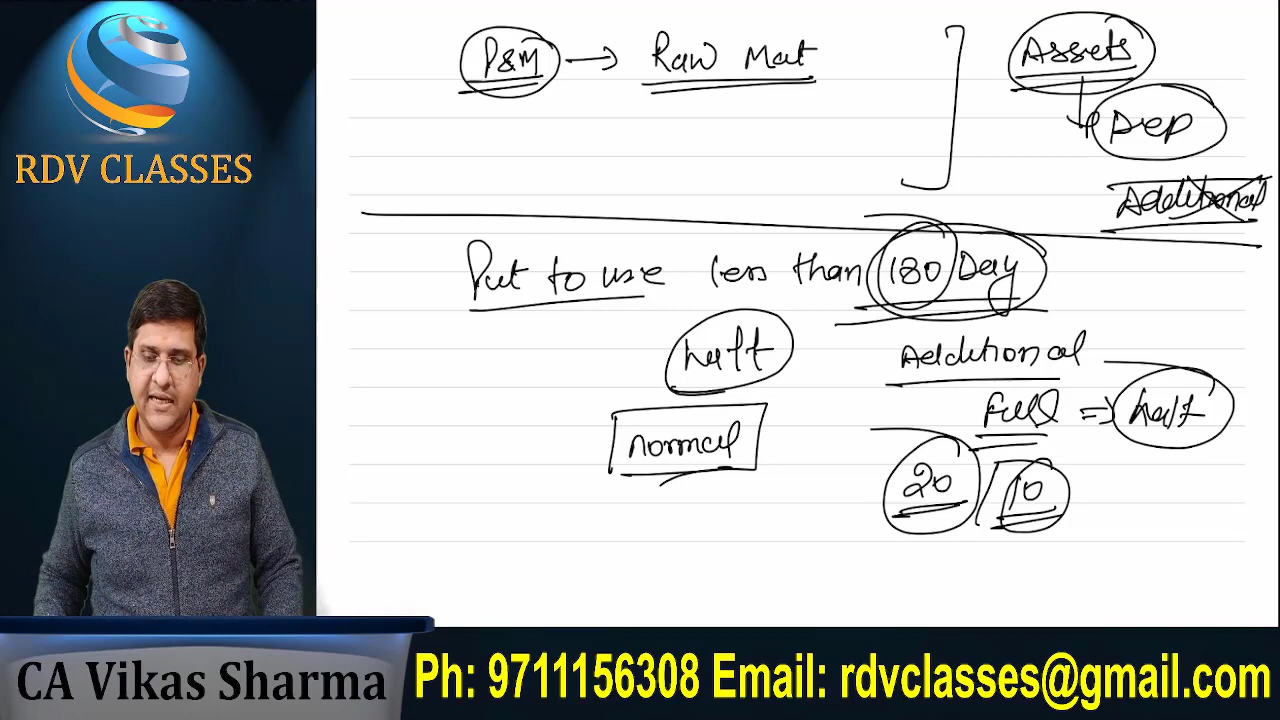 RDV CLASSES
P&M → Raw Mat
Assets
Dep
Additional
Put to use less than 180 Day
half
Additional
Full ⇒ half
normal
20 / 10
CA Vikas Sharma
Ph: 9711156308 Email: rdvclasses@gmail.com